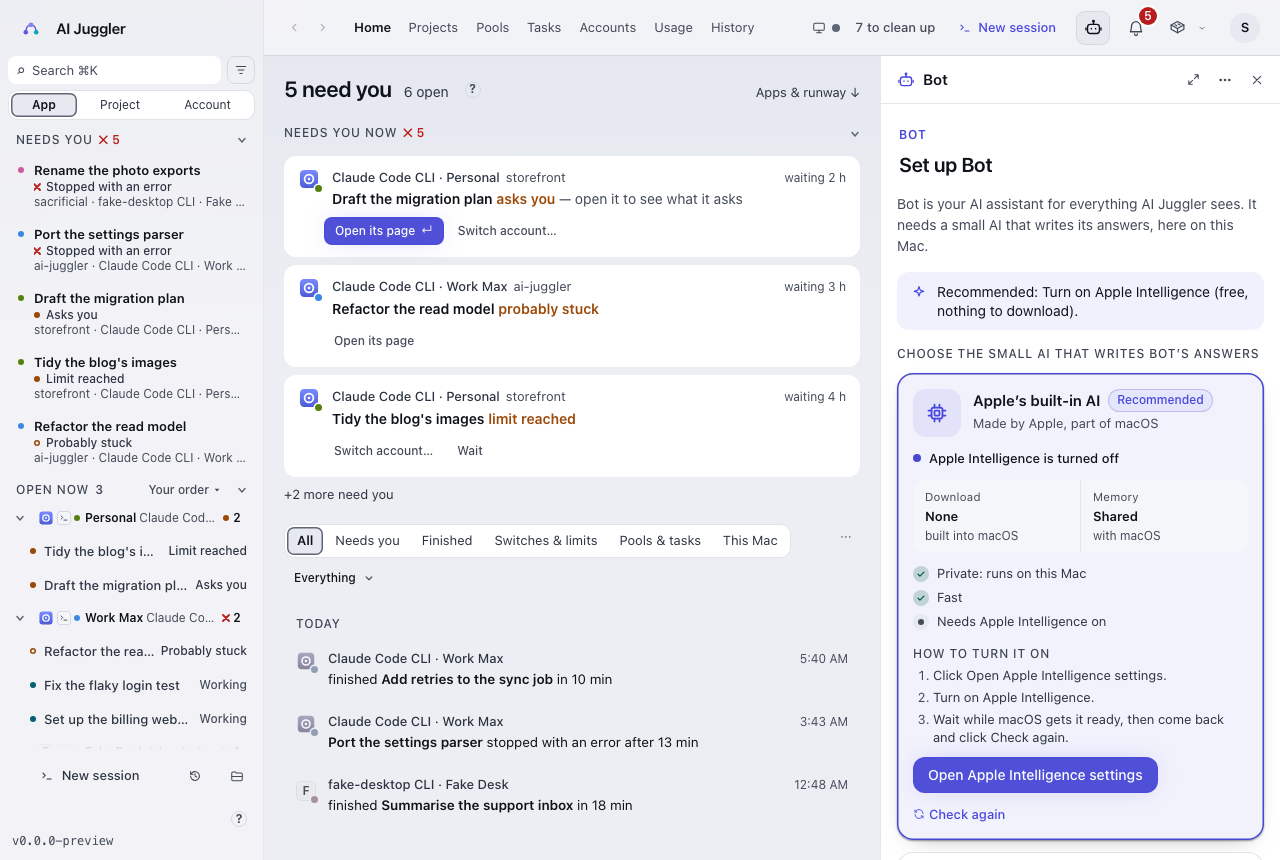 AI Juggler
Search ⌘K
App Project Account
NEEDS YOU 5
Rename the photo exports
Stopped with an error
sacrificial · fake-desktop CLI · Fake ...
Port the settings parser
Stopped with an error
ai-juggler · Claude Code CLI · Work ...
Draft the migration plan
Asks you
storefront · Claude Code CLI · Pers...
Tidy the blog's images
Limit reached
storefront · Claude Code CLI · Pers...
Refactor the read model
Probably stuck
ai-juggler · Claude Code CLI · Work ...
OPEN NOW 3 Your order
Personal Claude Cod... 2
Tidy the blog's i... Limit reached
Draft the migration pl... Asks you
Work Max Claude Co... 2
Refactor the rea... Probably stuck
Fix the flaky login test Working
Set up the billing web... Working
New session
?
v0.0.0-preview
Home Projects Pools Tasks Accounts Usage History
7 to clean up New session 5 S
5 need you 6 open ? Apps & runway ↓
NEEDS YOU NOW 5
Claude Code CLI · Personal storefront waiting 2 h
Draft the migration plan asks you — open it to see what it asks
Open its page ↵ Switch account...
Claude Code CLI · Work Max ai-juggler waiting 3 h
Refactor the read model probably stuck
Open its page
Claude Code CLI · Personal storefront waiting 4 h
Tidy the blog's images limit reached
Switch account... Wait
+2 more need you
All Needs you Finished Switches & limits Pools & tasks This Mac ...
Everything
TODAY
Claude Code CLI · Work Max 5:40 AM
finished Add retries to the sync job in 10 min
Claude Code CLI · Work Max 3:43 AM
Port the settings parser stopped with an error after 13 min
F fake-desktop CLI · Fake Desk 12:48 AM
finished Summarise the support inbox in 18 min
Bot
BOT
Set up Bot
Bot is your AI assistant for everything AI Juggler sees. It
needs a small AI that writes its answers, here on this
Mac.
Recommended: Turn on Apple Intelligence (free,
nothing to download).
CHOOSE THE SMALL AI THAT WRITES BOT'S ANSWERS
Apple's built-in AI Recommended
Made by Apple, part of macOS
Apple Intelligence is turned off
Download Memory
None Shared
built into macOS with macOS
Private: runs on this Mac
Fast
Needs Apple Intelligence on
HOW TO TURN IT ON
1. Click Open Apple Intelligence settings.
2. Turn on Apple Intelligence.
3. Wait while macOS gets it ready, then come back
and click Check again.
Open Apple Intelligence settings
Check again